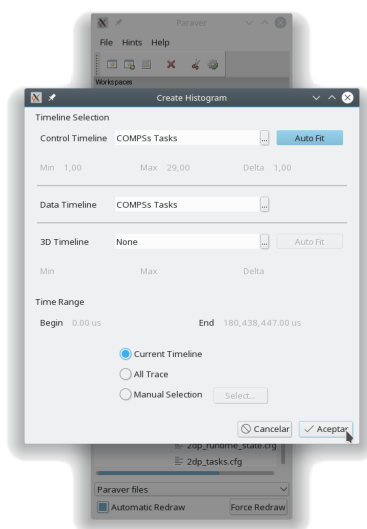 Paraver
File Hints Help
Workspaces
Create Histogram
Timeline Selection
Control Timeline COMPSs Tasks ... Auto Fit
Min 1,00 Max 29,00 Delta 1,00
Data Timeline COMPSs Tasks ...
3D Timeline None ... Auto Fit
Min Max Delta
Time Range
Begin 0.00 us End 180,438,447.00 us
Current Timeline
All Trace
Manual Selection Select...
Cancelar Aceptar
2dp_runtime_state.cfg
2dp_tasks.cfg
Paraver files
Automatic Redraw Force Redraw